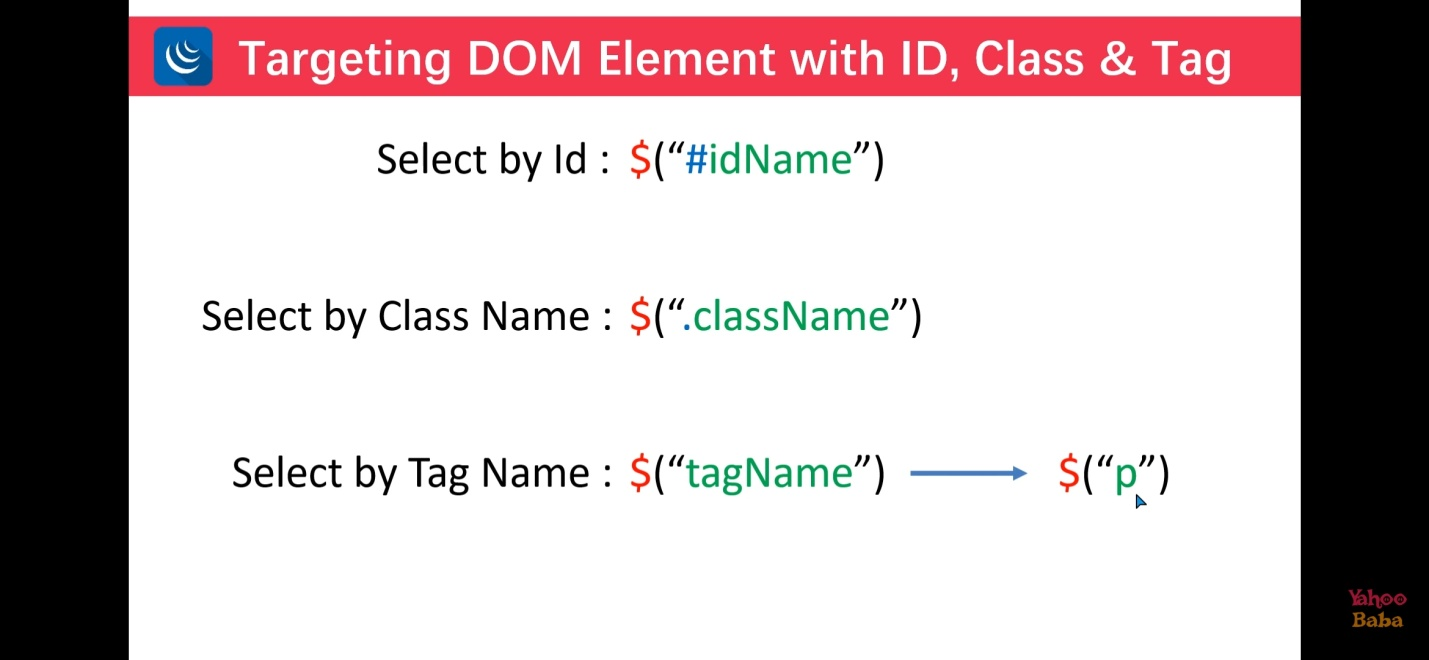 Targeting DOM Element with ID, Class & Tag
Select by Id : $(“#idName”)
Select by Class Name : $(“.className”)
Select by Tag Name : $(“tagName”) $(“p”)
Yahoo
Baba